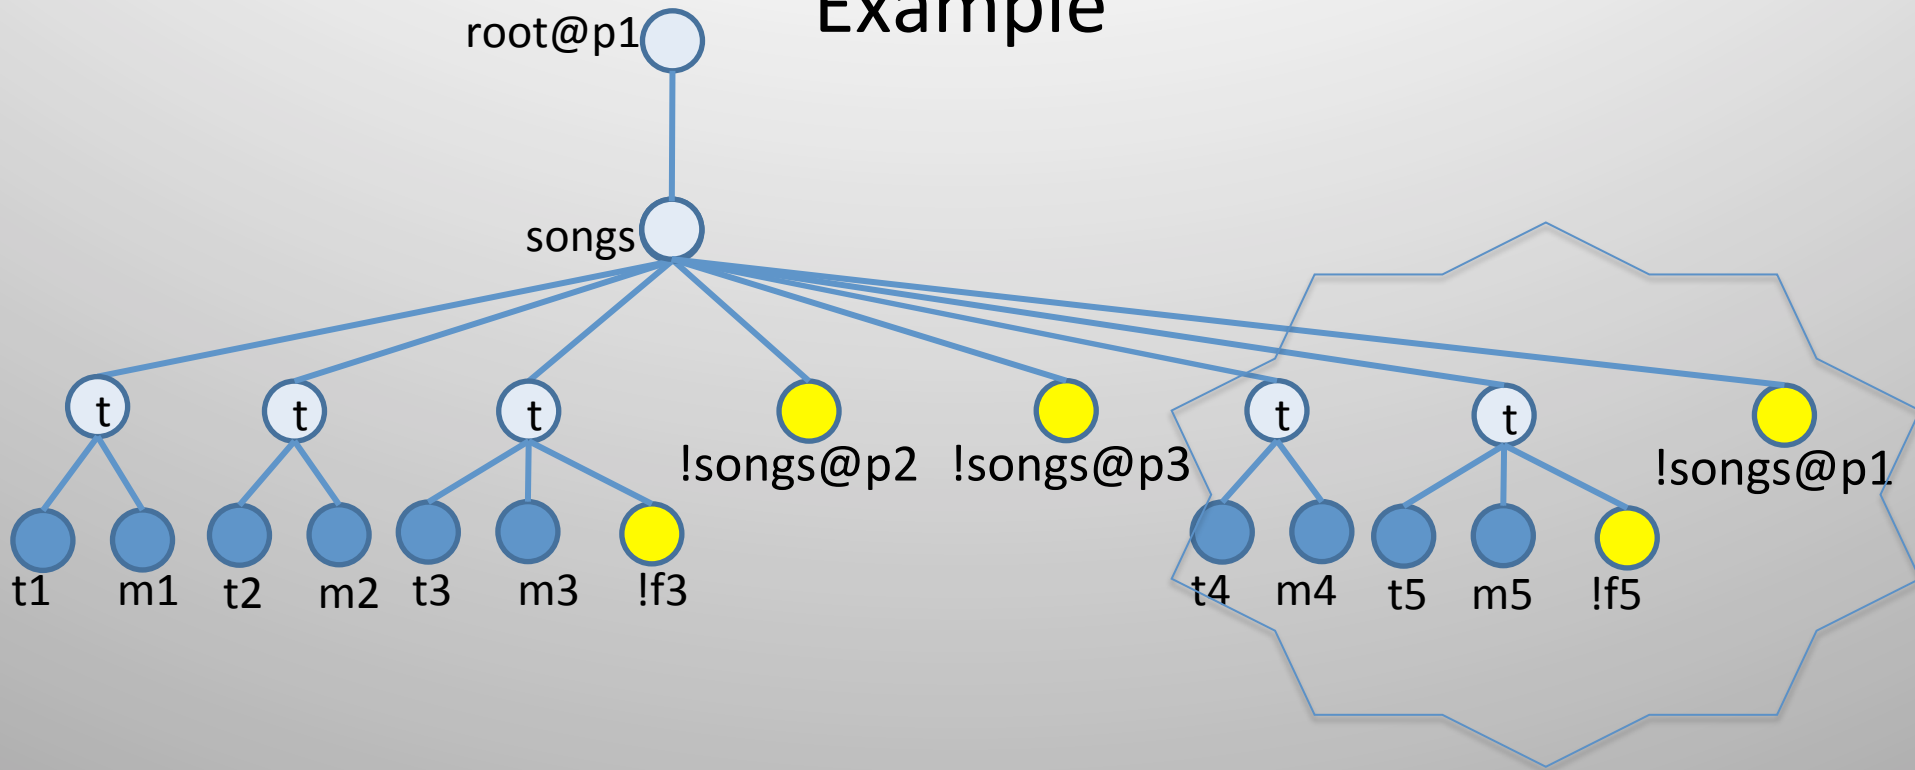 Example
root@p1
songs
t t t t t
!songs@p2 !songs@p3 !songs@p1
t1 m1 t2 m2 t3 m3 !f3 t4 m4 t5 m5 !f5